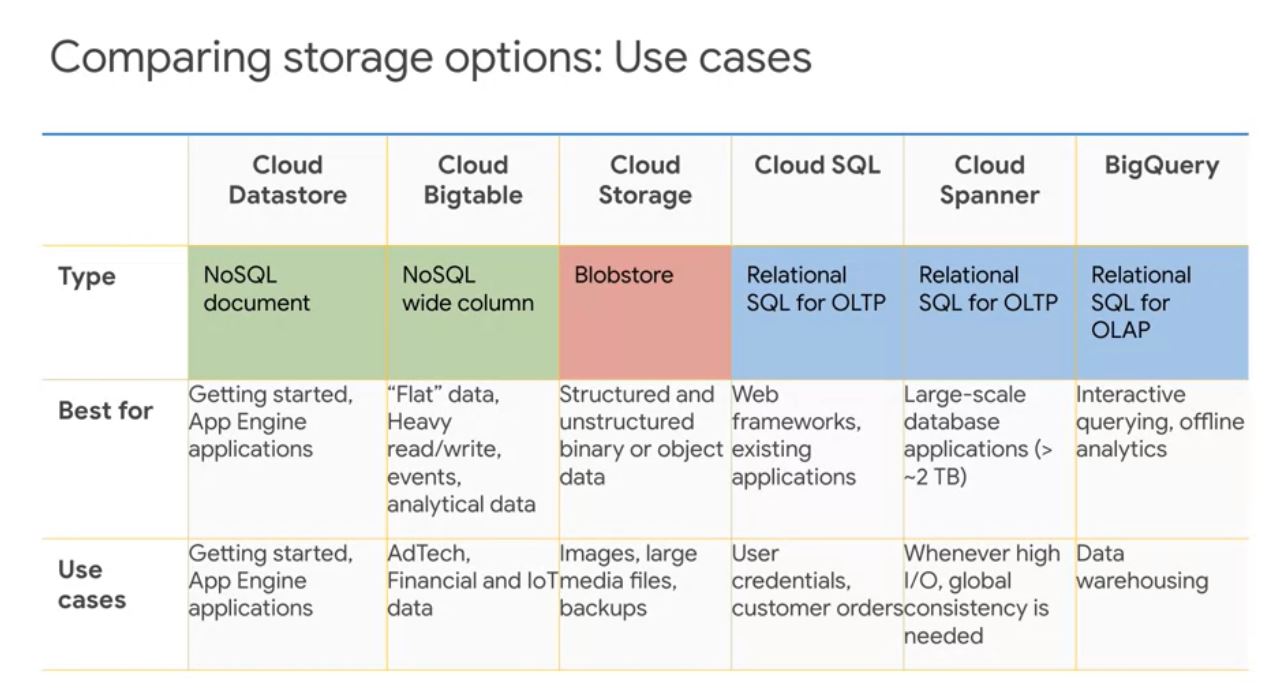 Comparing storage options: Use cases
Cloud
Datastore
Cloud
Bigtable
Cloud
Storage
Cloud SQL
Cloud
Spanner
BigQuery
Type
NoSQL
document
NoSQL
wide column
Blobstore
Relational
SQL for OLTP
Relational
SQL for OLTP
Relational
SQL for
OLAP
Best for
Getting started,
App Engine
applications
“Flat” data,
Heavy
read/write,
events,
analytical data
Structured and
unstructured
binary or object
data
Web
frameworks,
existing
applications
Large-scale
database
applications (>
~2 TB)
Interactive
querying, offline
analytics
Use
cases
Getting started,
App Engine
applications
AdTech,
Financial and IoT
data
Images, large
media files,
backups
User
credentials,
customer orders
Whenever high
I/O, global
consistency is
needed
Data
warehousing